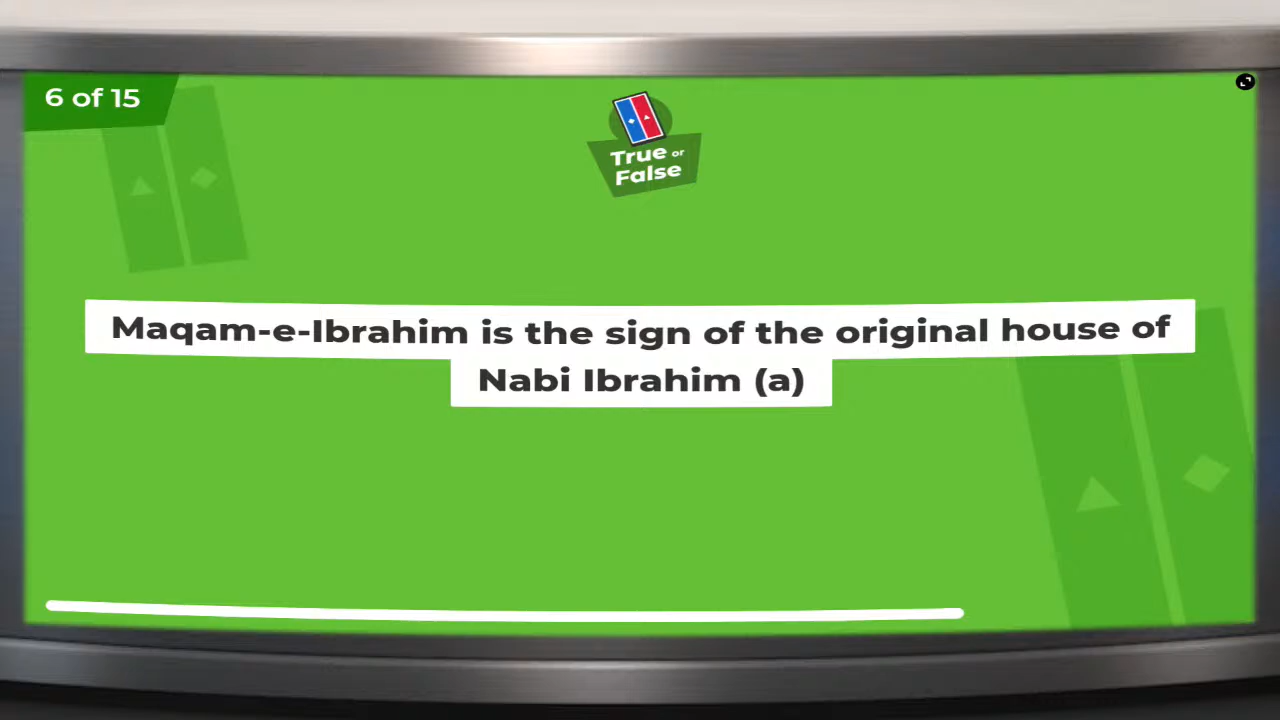 6 of 15
True or
False
Maqam-e-Ibrahim is the sign of the original house of
Nabi Ibrahim (a)